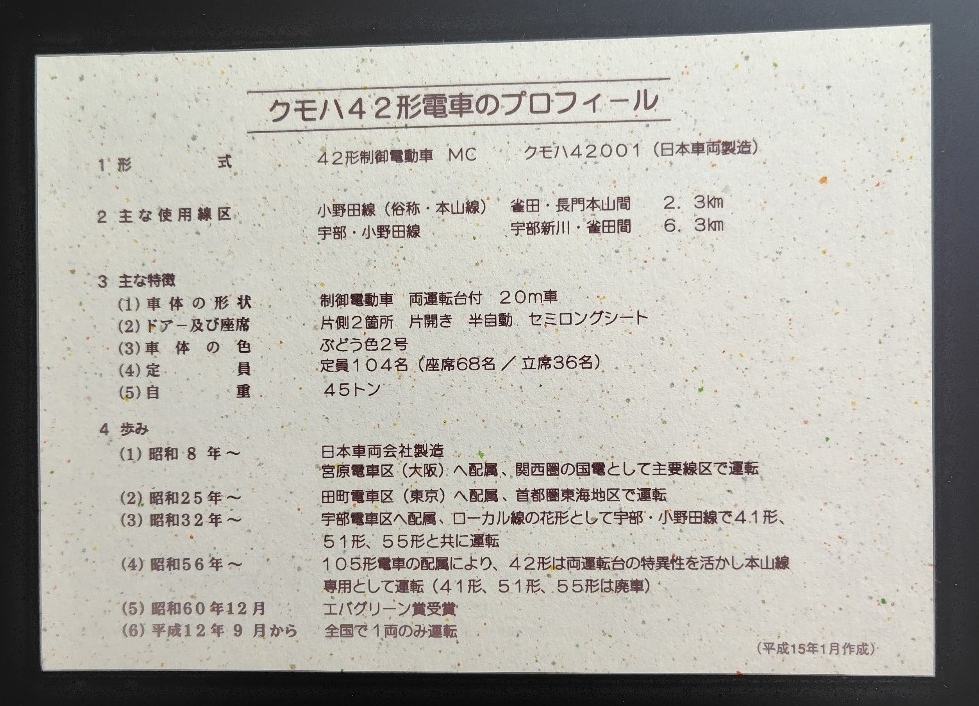 クモハ42形電車のプロフィール
1 形　　式　　42形制御電動車　MC　　クモハ42001（日本車両製造）
2 主な使用線区　　小野田線（俗称・本山線）　雀田・長門本山間　2．3㎞
宇部・小野田線　　宇部新川・雀田間　6．3㎞
3 主な特徴
(1) 車体の形状　　制御電動車　両運転台付　20m車
(2) ドアー及び座席　　片側2箇所　片開き　半自動　セミロングシート
(3) 車体の色　　ぶどう色2号
(4) 定　　員　　定員104名（座席68名／立席36名）
(5) 自　　重　　45トン
4 歩み
(1) 昭和8年～　　日本車両会社製造
宮原電車区（大阪）へ配属、関西圏の国電として主要線区で運転
(2) 昭和25年～　　田町電車区（東京）へ配属、首都圏東海地区で運転
(3) 昭和32年～　　宇部電車区へ配属、ローカル線の花形として宇部・小野田線で41形、
51形、55形と共に運転
(4) 昭和56年～　　105形電車の配属により、42形は両運転台の特異性を活かし本山線
専用として運転（41形、51形、55形は廃車）
(5) 昭和60年12月　　エバグリーン賞受賞
(6) 平成12年9月から　　全国で1両のみ運転
（平成15年1月作成）